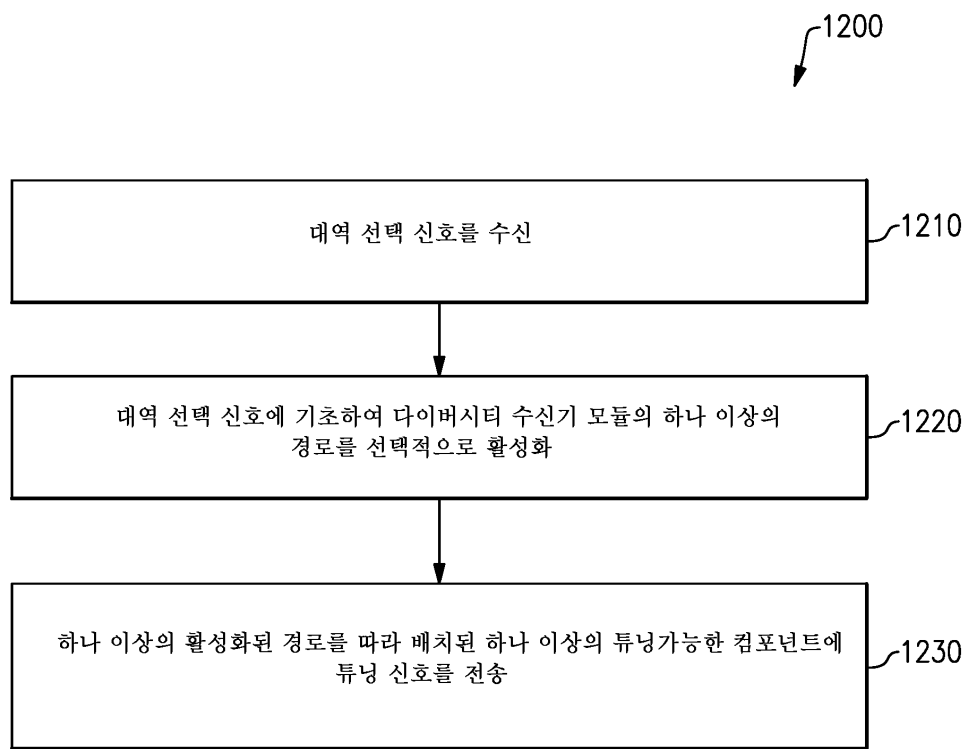 1200
대역 선택 신호를 수신
1210
대역 선택 신호에 기초하여 다이버시티 수신기 모듈의 하나 이상의
경로를 선택적으로 활성화
1220
하나 이상의 활성화된 경로를 따라 배치된 하나 이상의 튜닝가능한 컴포넌트에
튜닝 신호를 전송
1230